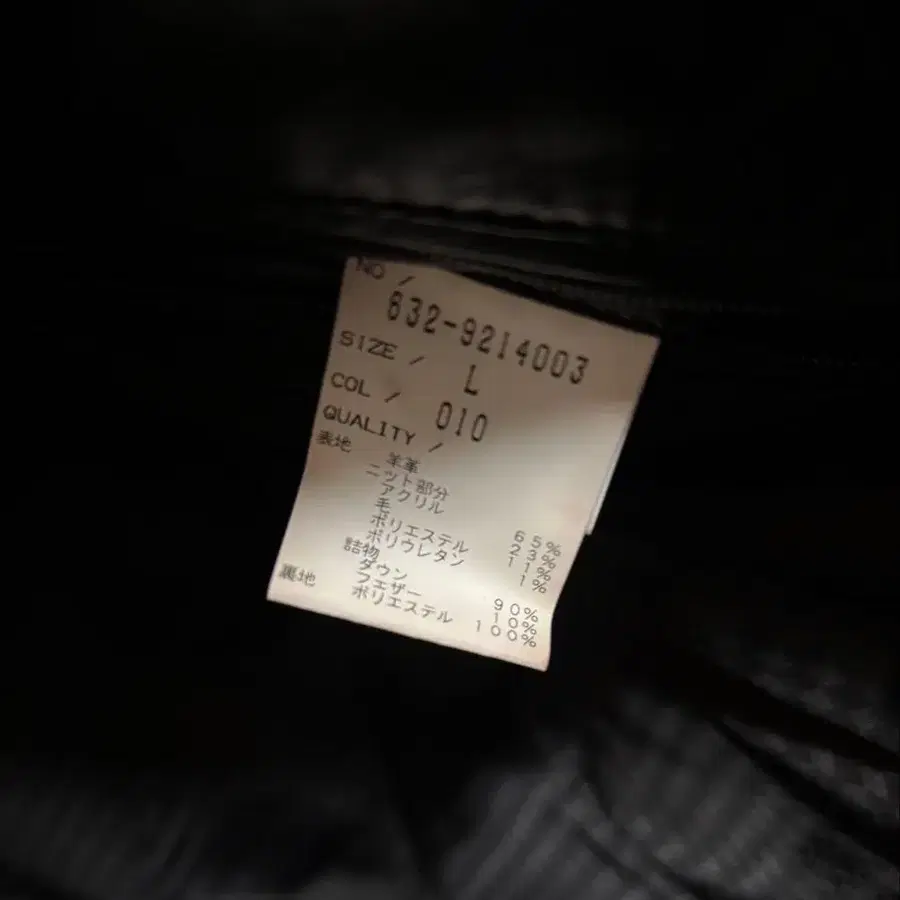 NO /
632-9214003
SIZE / L
COL / 010
QUALITY /
表地 羊革
ニット部分
アクリル 65%
毛 23%
ポリエステル 11%
ポリウレタン 1%
詰物
ダウン 90%
フェザー 10%
裏地 ポリエステル 100%